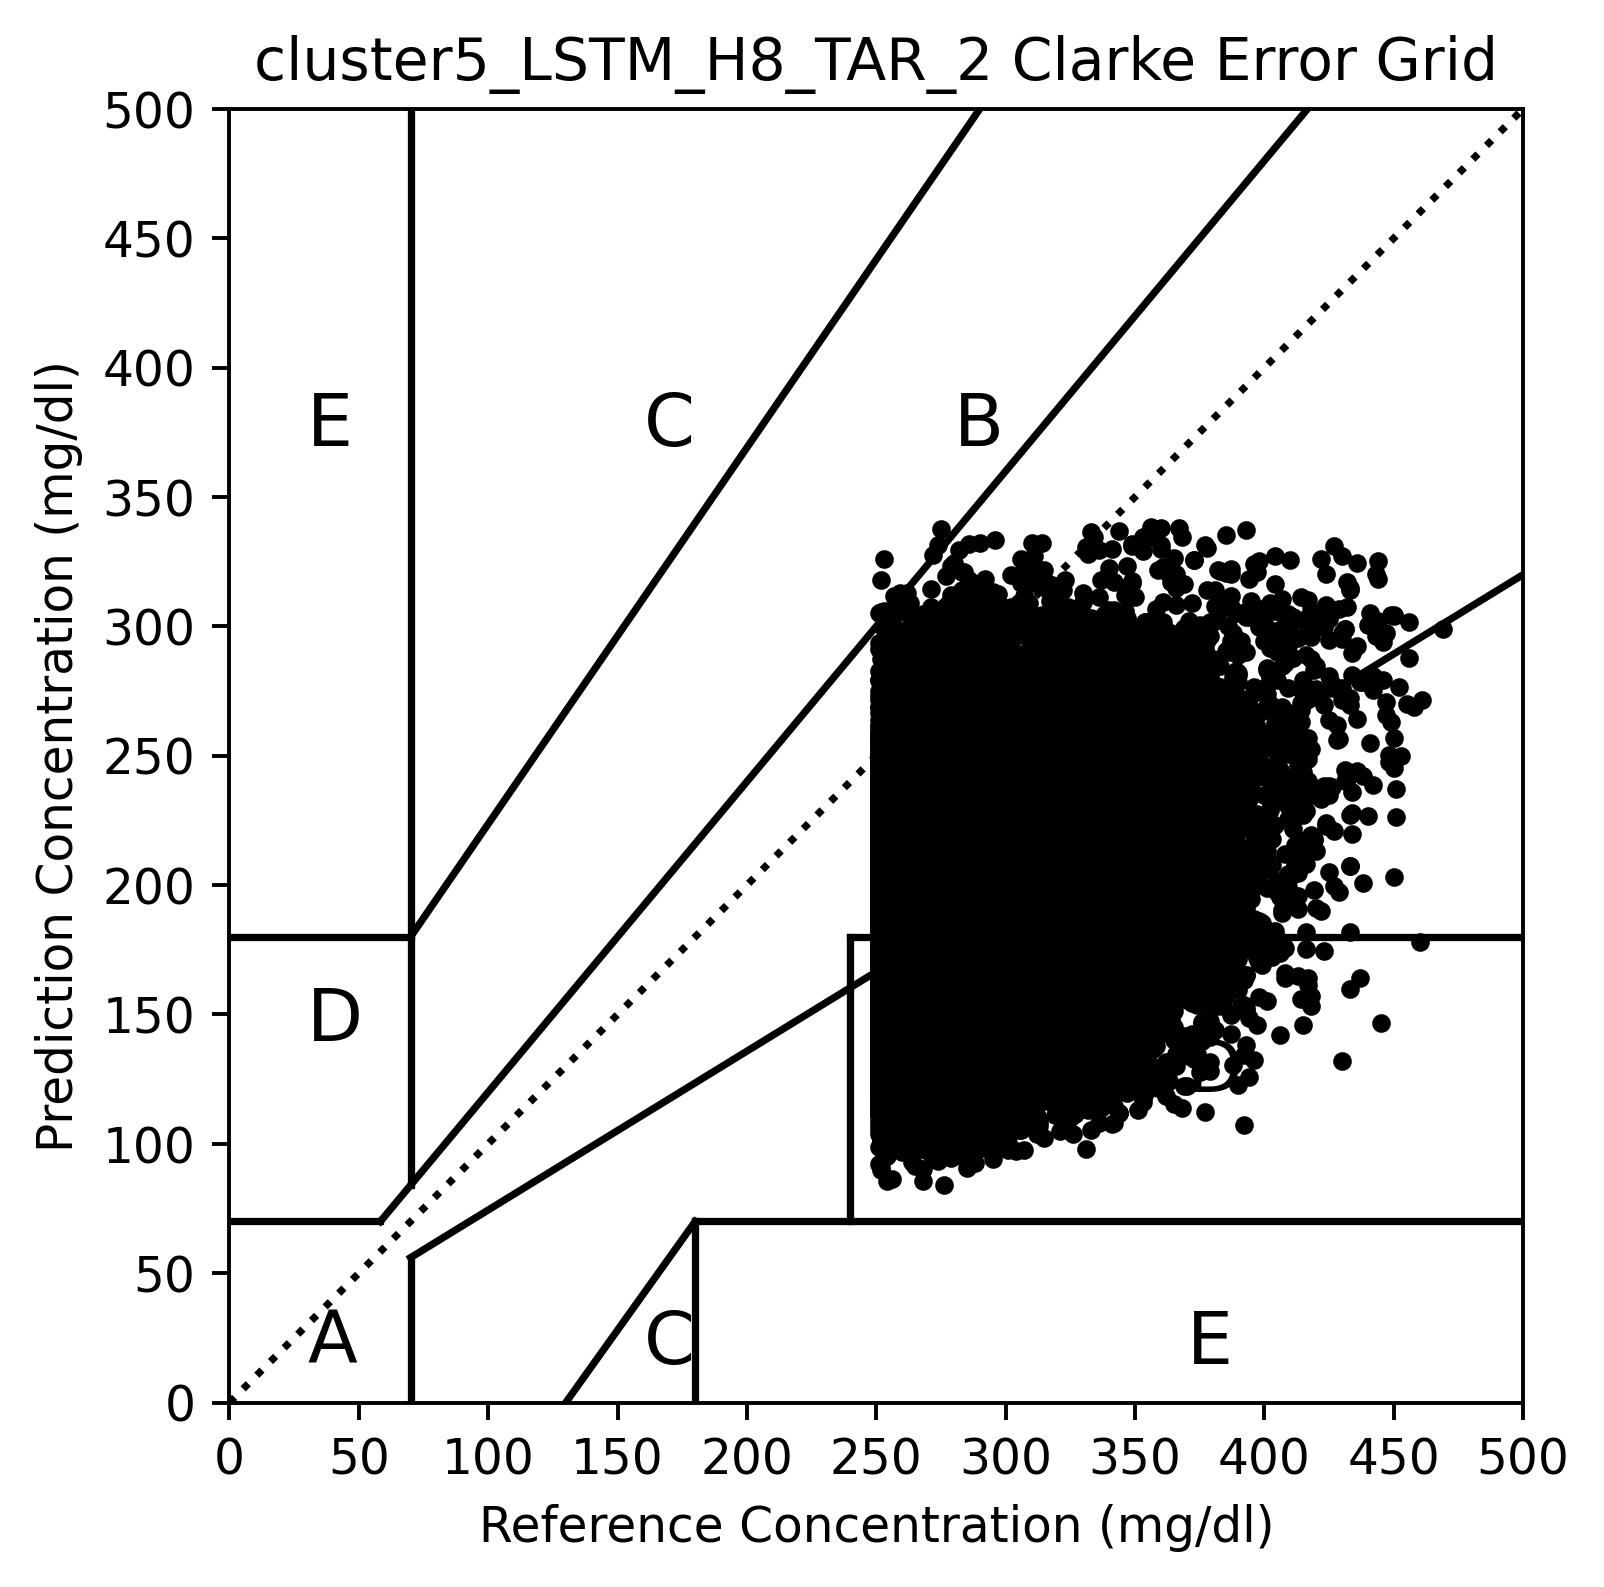 cluster5_LSTM_H8_TAR_2 Clarke Error Grid
500
450
400
350
300
250
200
150
100
50
0
Prediction Concentration (mg/dl)
E
C
B
D
D
A
C
E
0 50 100 150 200 250 300 350 400 450 500
Reference Concentration (mg/dl)